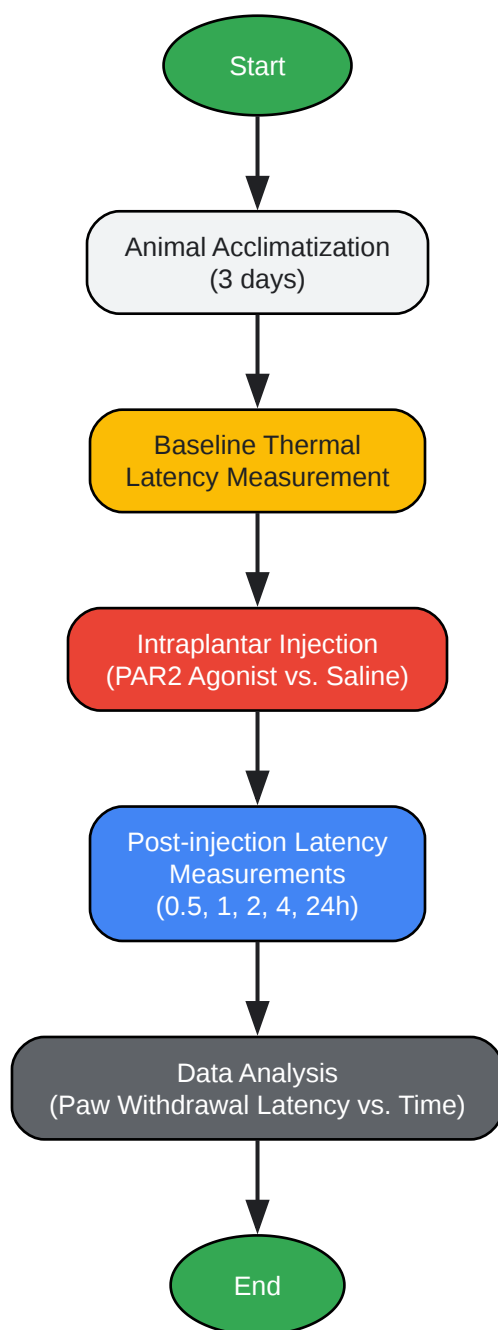 Start
Animal Acclimatization
(3 days)
Baseline Thermal
Latency Measurement
Intraplantar Injection
(PAR2 Agonist vs. Saline)
Post-injection Latency
Measurements
(0.5, 1, 2, 4, 24h)
Data Analysis
(Paw Withdrawal Latency vs. Time)
End